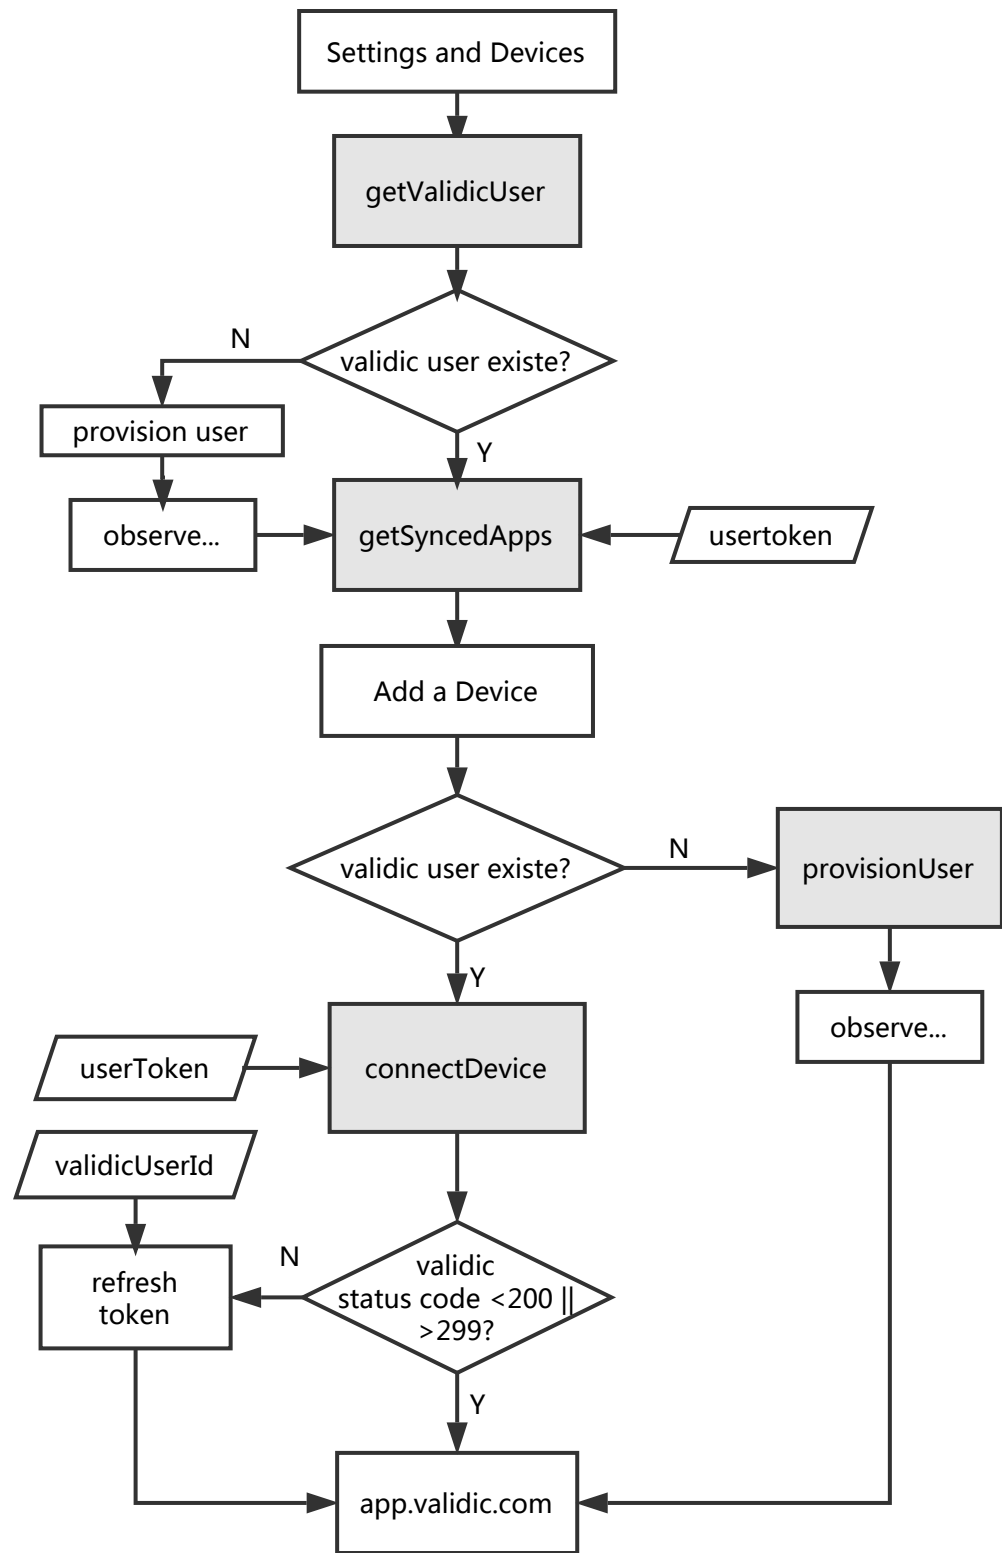 Settings and Devices
getValidicUser
N
validic user existe?
provision user
Y
observe...
getSyncedApps
usertoken
Add a Device
validic user existe?
N
provisionUser
Y
observe...
userToken
connectDevice
validicUserId
N
validic
status code <200 ||
>299?
refresh
token
Y
app.validic.com